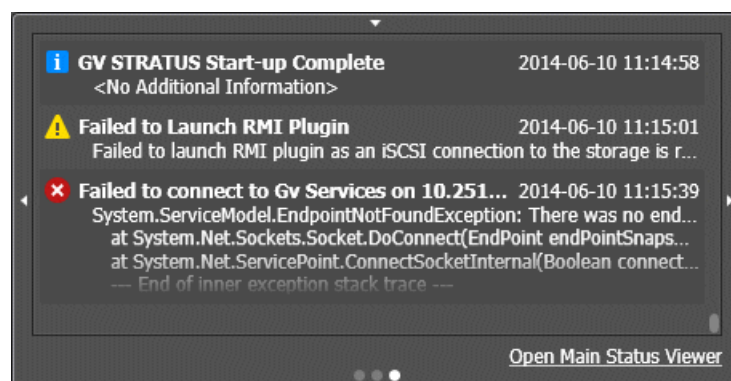 GV STRATUS Start-up Complete 2014-06-10 11:14:58
<No Additional Information>
Failed to Launch RMI Plugin 2014-06-10 11:15:01
Failed to launch RMI plugin as an iSCSI connection to the storage is r...
Failed to connect to Gv Services on 10.251... 2014-06-10 11:15:39
System.ServiceModel.EndpointNotFoundException: There was no end...
at System.Net.Sockets.Socket.DoConnect(EndPoint endPointSnaps...
at System.Net.ServicePoint.ConnectSocketInternal(Boolean connect...
--- End of inner exception stack trace ---
Open Main Status Viewer